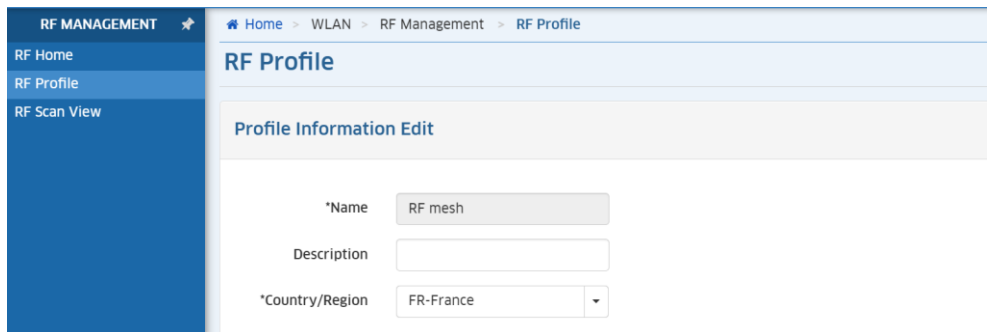 RF MANAGEMENT
Home > WLAN > RF Management > RF Profile
RF Home
RF Profile
RF Scan View
RF Profile
Profile Information Edit
*Name RF mesh
Description
*Country/Region FR-France